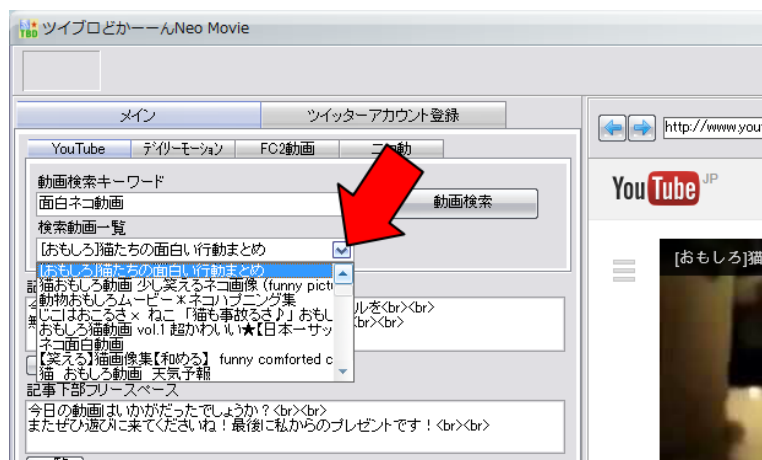 ツイブロどかーーんNeo Movie
メイン
ツイッターアカウント登録
YouTube
デイリーモーション
FC2動画
動画検索キーワード
面白ネコ動画
動画検索
検索動画一覧
[おもしろ]猫たちの面白い行動まとめ
[おもしろ]猫たちの面白い行動まとめ
猫おもしろ動画 少し笑えるネコ画像 (funny pict
動物おもしろムービー*ネコハプニング集
じこはおころさ× ねこ 「猫も事故るさ♪」おもし
おもしろ猫動画 vol.1 超かわいい★【日本一サッ
ネコ面白動画
【笑える】猫画像集【和める】 funny comforted c
猫 おもしろ動画 天気予報
ルを<br><br>
<br><br>
記事下部フリースペース
今日の動画はいかがだったでしょうか？<br><br>
またぜひ遊びに来てくださいね！最後に私からのプレゼントです！<br><br>
http://www.you
YouTube JP
[おもしろ]猫